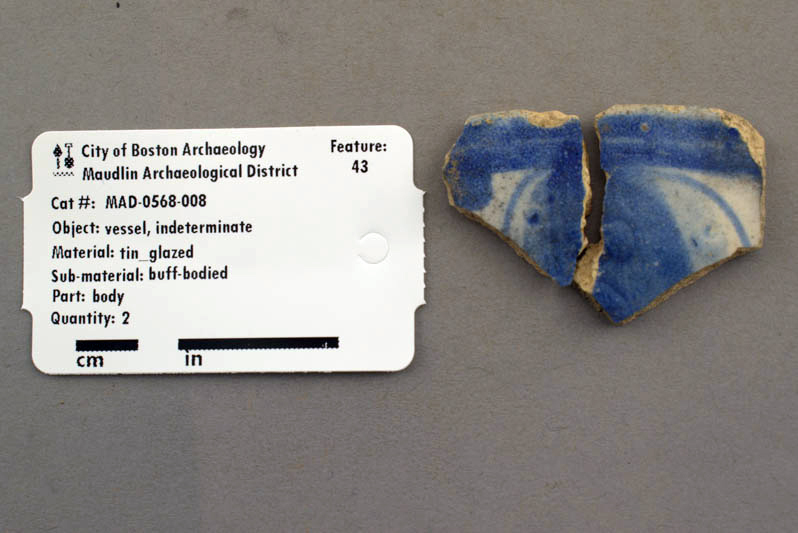 City of Boston Archaeology
Maudlin Archaeological District
Feature:
43
Cat #: MAD-0568-008
Object: vessel, indeterminate
Material: tin_glazed
Sub-material: buff-bodied
Part: body
Quantity: 2
cm in